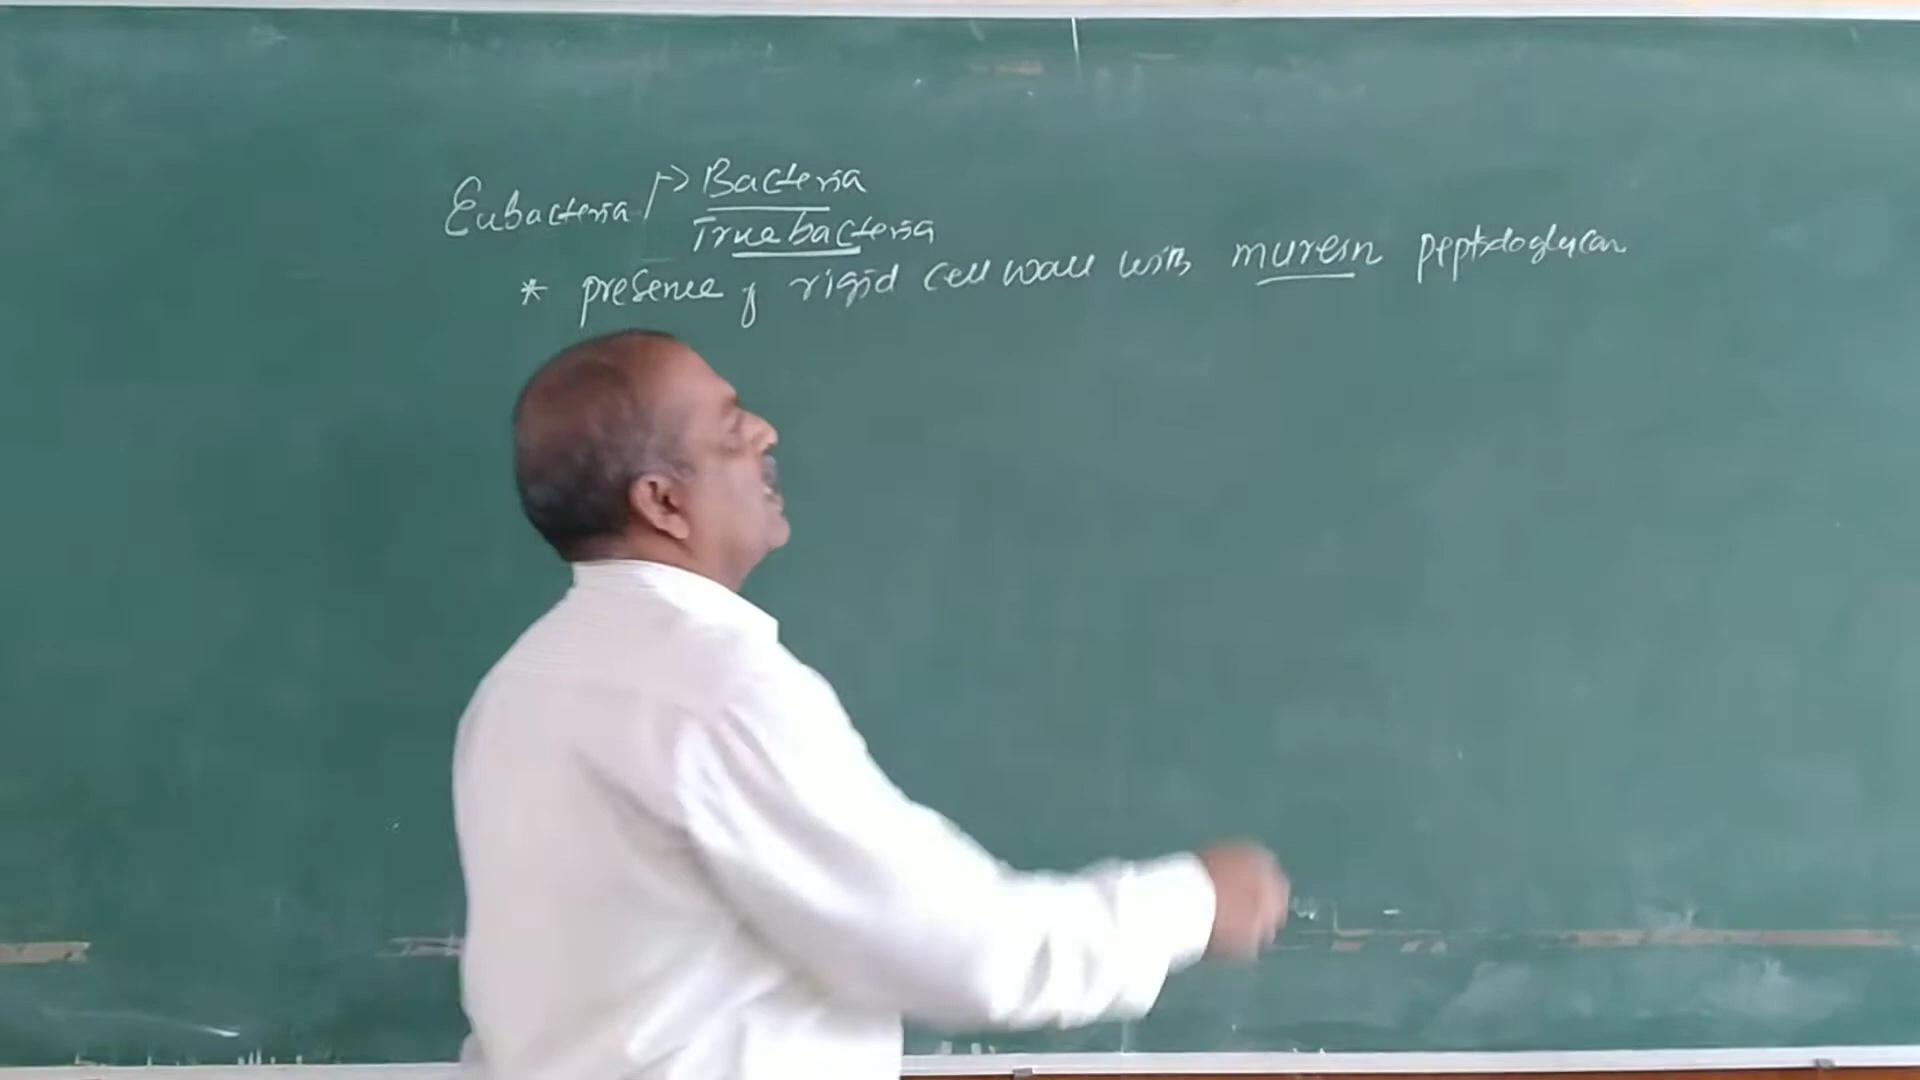 Eubacteria |-> Bacteria
True bacteria
* presence of rigid cell wall with murein peptidoglycan